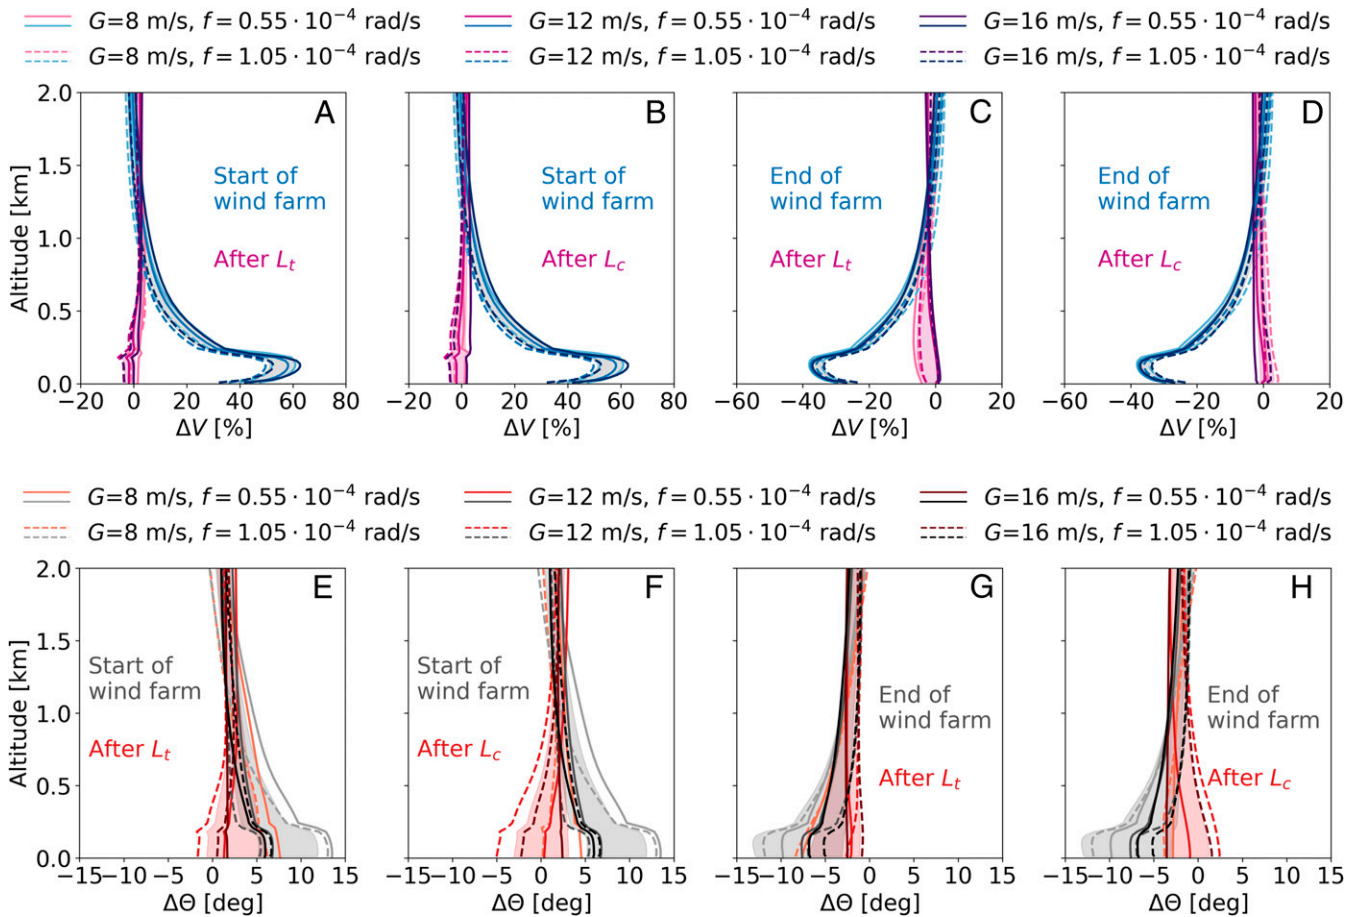 G=8 m/s, f = 0.55 · 10⁻⁴ rad/s G=12 m/s, f = 0.55 · 10⁻⁴ rad/s G=16 m/s, f = 0.55 · 10⁻⁴ rad/s
G=8 m/s, f = 1.05 · 10⁻⁴ rad/s G=12 m/s, f = 1.05 · 10⁻⁴ rad/s G=16 m/s, f = 1.05 · 10⁻⁴ rad/s
Altitude [km]
2.0
1.5
1.0
0.5
0.0
A
Start of
wind farm
After Lt
−20 0 20 40 60 80
ΔV [%]
B
Start of
wind farm
After Lc
−20 0 20 40 60 80
ΔV [%]
C
End of
wind farm
After Lt
−60 −40 −20 0 20
ΔV [%]
D
End of
wind farm
After Lc
−60 −40 −20 0 20
ΔV [%]
G=8 m/s, f = 0.55 · 10⁻⁴ rad/s G=12 m/s, f = 0.55 · 10⁻⁴ rad/s G=16 m/s, f = 0.55 · 10⁻⁴ rad/s
G=8 m/s, f = 1.05 · 10⁻⁴ rad/s G=12 m/s, f = 1.05 · 10⁻⁴ rad/s G=16 m/s, f = 1.05 · 10⁻⁴ rad/s
Altitude [km]
2.0
1.5
1.0
0.5
0.0
E
Start of
wind farm
After Lt
−15 −10 −5 0 5 10 15
ΔΘ [deg]
F
Start of
wind farm
After Lc
−15 −10 −5 0 5 10 15
ΔΘ [deg]
G
End of
wind farm
After Lt
−15 −10 −5 0 5 10 15
ΔΘ [deg]
H
End of
wind farm
After Lc
−15 −10 −5 0 5 10 15
ΔΘ [deg]